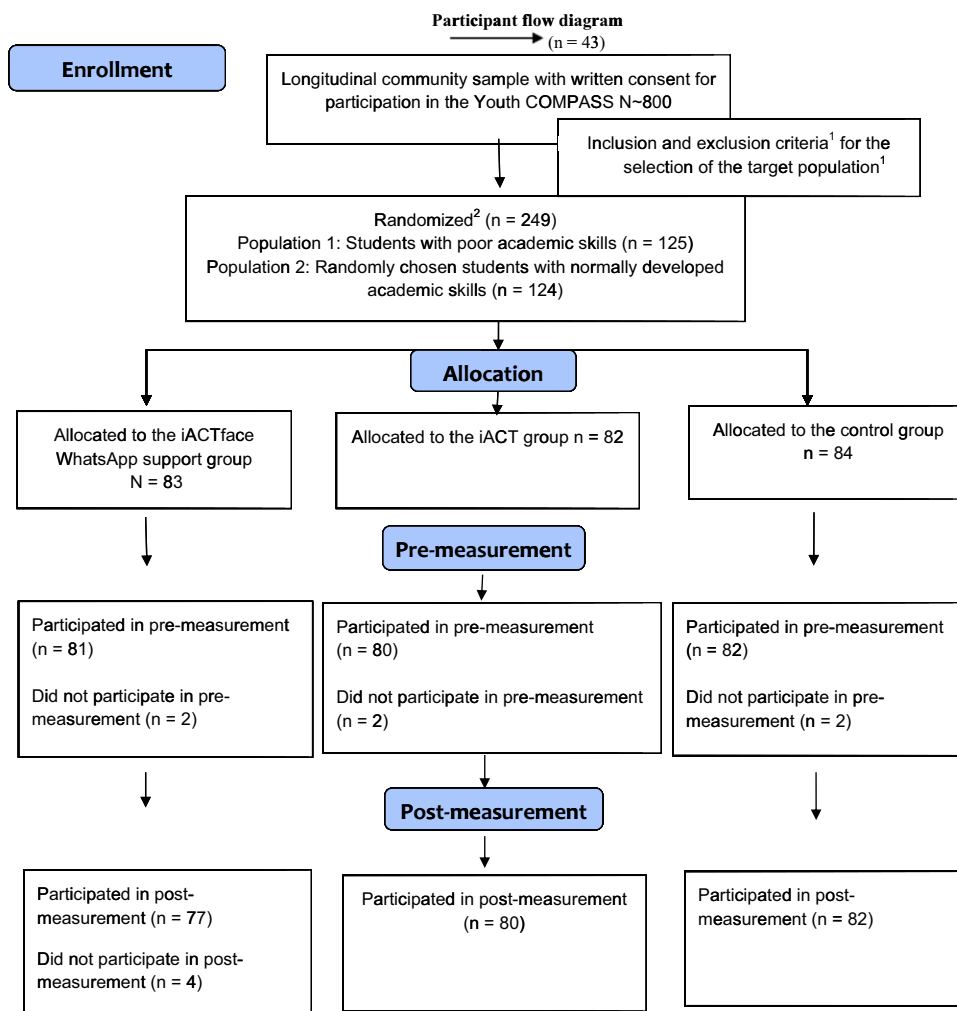 Participant flow diagram
(n = 43)
Enrollment
Longitudinal community sample with written consent for
participation in the Youth COMPASS N~800
Inclusion and exclusion criteria¹ for the
selection of the target population¹
Randomized² (n = 249)
Population 1: Students with poor academic skills (n = 125)
Population 2: Randomly chosen students with normally developed
academic skills (n = 124)
Allocation
Allocated to the iACTface
WhatsApp support group
N = 83
Allocated to the iACT group n = 82
Allocated to the control group
n = 84
Pre-measurement
Participated in pre-measurement
(n = 81)
Did not participate in pre-
measurement (n = 2)
Participated in pre-measurement
(n = 80)
Did not participate in pre-measurement
(n = 2)
Participated in pre-measurement
(n = 82)
Did not participate in pre-
measurement (n = 2)
Post-measurement
Participated in post-
measurement (n = 77)
Did not participate in post-
measurement (n = 4)
Participated in post-measurement
(n = 80)
Participated in post-
measurement (n = 82)